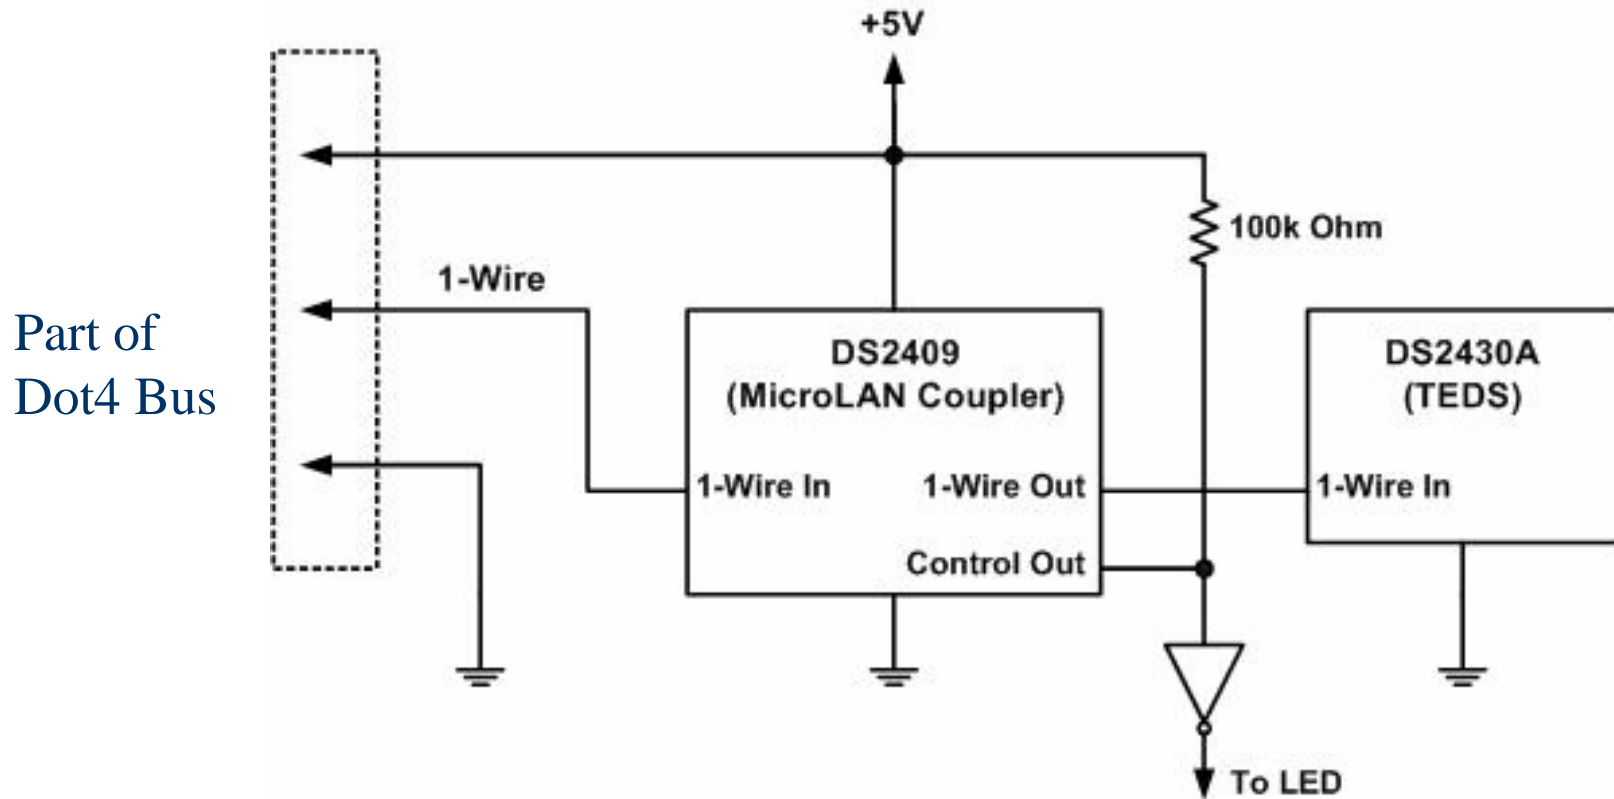 +5V
100k Ohm
1-Wire
Part of
Dot4 Bus
DS2409
(MicroLAN Coupler)
DS2430A
(TEDS)
1-Wire In
1-Wire Out
1-Wire In
Control Out
To LED